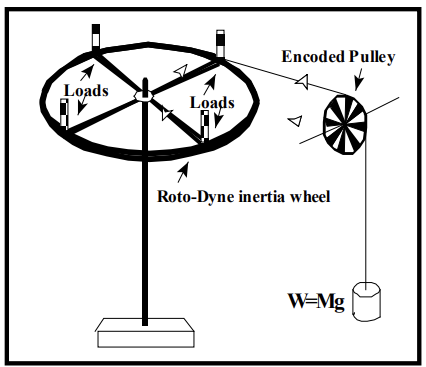 Encoded Pulley
Loads
Loads
Roto-Dyne inertia wheel
W=Mg